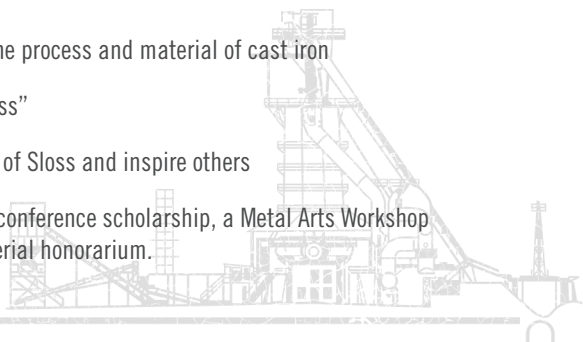 ne process and material of cast iron
ss”
of Sloss and inspire others
conference scholarship, a Metal Arts Workshop
erial honorarium.